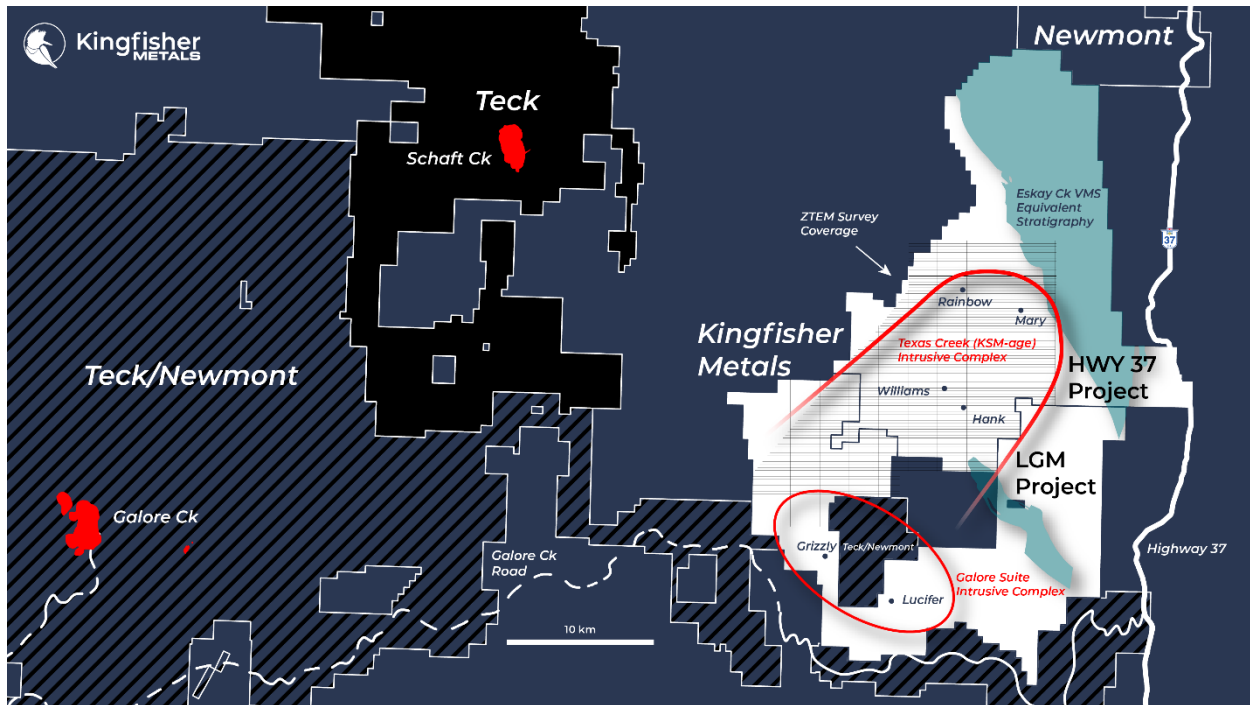 Kingfisher
METALS
Newmont
Teck
Schaft Ck
Eskay Ck VMS
Equivalent
Stratigraphy
ZTEM Survey
Coverage
37
Rainbow
Mary
Kingfisher
Metals
Texas Creek (KSM-age)
Intrusive Complex
HWY 37
Project
Teck/Newmont
Williams
Hank
LGM
Project
Galore Ck
Grizzly
Teck/Newmont
Highway 37
Galore Ck
Road
Galore Suite
Intrusive Complex
Lucifer
10 km